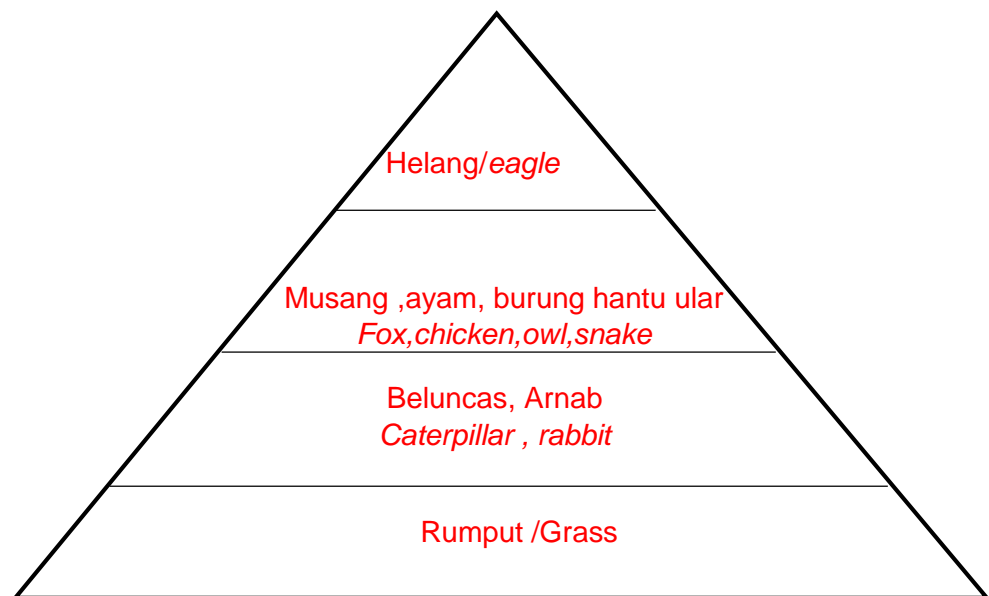 Helang/eagle
Musang ,ayam, burung hantu ular
Fox,chicken,owl,snake
Beluncas, Arnab
Caterpillar , rabbit
Rumput /Grass